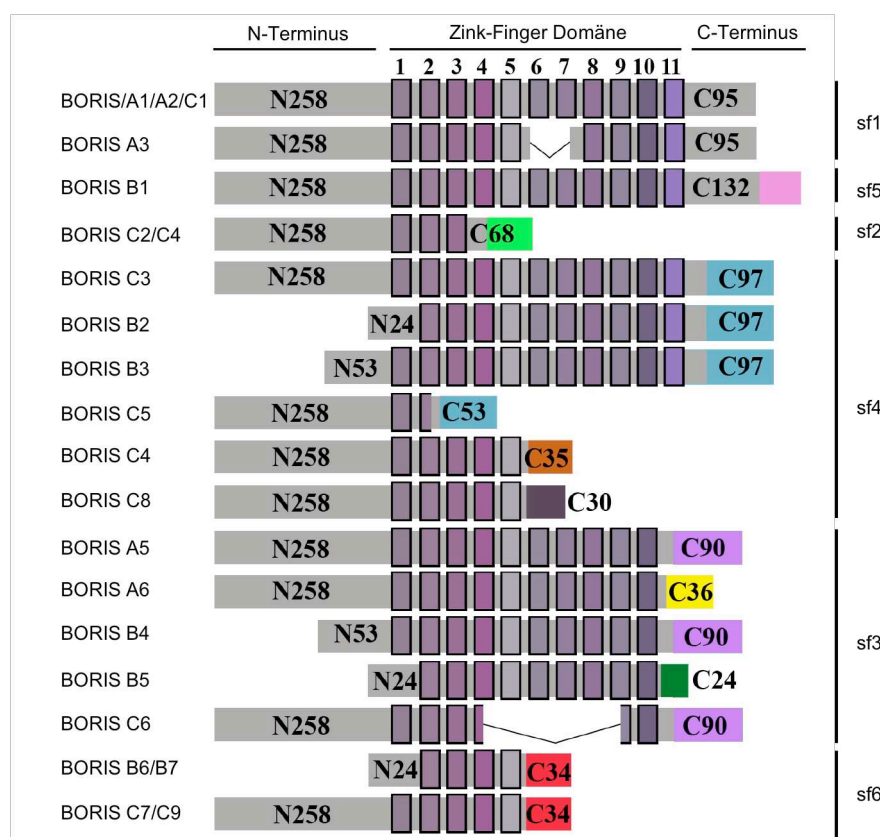 N-Terminus Zink-Finger Domäne C-Terminus
1 2 3 4 5 6 7 8 9 10 11
BORIS/A1/A2/C1 N258 C95
sf1
BORIS A3 N258 C95
BORIS B1 N258 C132 sf5
BORIS C2/C4 N258 C68 sf2
BORIS C3 N258 C97
BORIS B2 N24 C97
BORIS B3 N53 C97
sf4
BORIS C5 N258 C53
BORIS C4 N258 C35
BORIS C8 N258 C30
BORIS A5 N258 C90
BORIS A6 N258 C36
BORIS B4 N53 C90
sf3
BORIS B5 N24 C24
BORIS C6 N258 C90
BORIS B6/B7 N24 C34
sf6
BORIS C7/C9 N258 C34